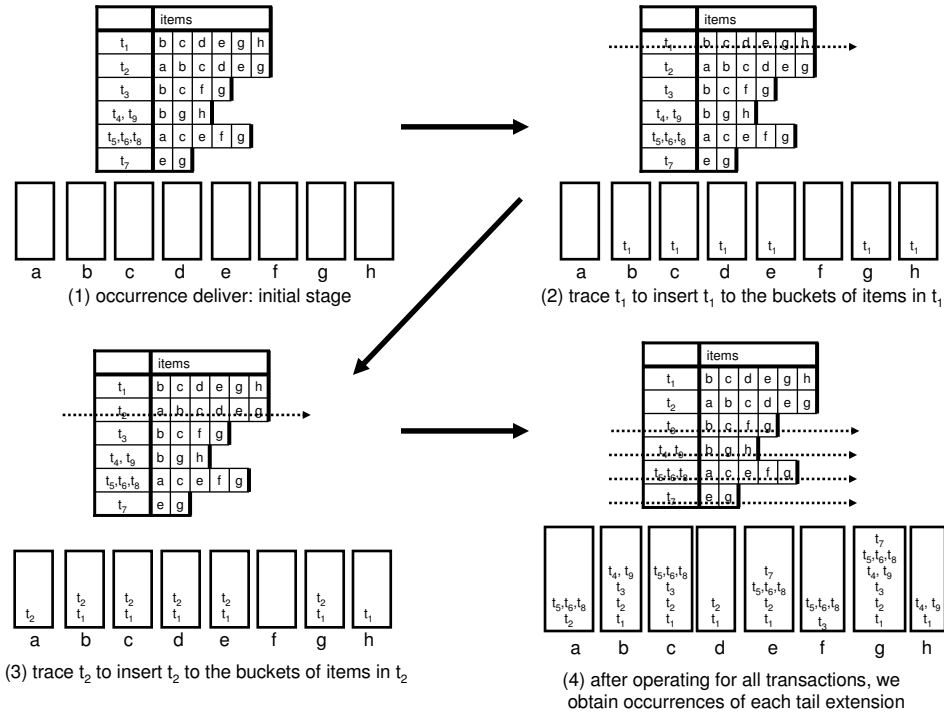 items
t1 b c d e g h
t2 a b c d e g
t3 b c f g
t4, t9 b g h
t5,t6,t8 a c e f g
t7 e g
a b c d e f g h
(1) occurrence deliver: initial stage
items
t1 b c d e g h
t2 a b c d e g
t3 b c f g
t4, t9 b g h
t5,t6,t8 a c e f g
t7 e g
t1 t1 t1 t1 t1 t1
a b c d e f g h
(2) trace t1 to insert t1 to the buckets of items in t1
items
t1 b c d e g h
t2 a b c d e g
t3 b c f g
t4, t9 b g h
t5,t6,t8 a c e f g
t7 e g
t2 t2 t2 t2 t2
t2 t1 t1 t1 t1 t1 t1
a b c d e f g h
(3) trace t2 to insert t2 to the buckets of items in t2
items
t1 b c d e g h
t2 a b c d e g
t3 b c f g
t4, t9 b g h
t5,t6,t8 a c e f g
t7 e g
t5,t6,t8
t2
t4, t9
t3
t2
t1
t5,t6,t8
t3
t2
t1
t2
t1
t7
t5,t6,t8
t2
t1
t5,t6,t8
t3
t7
t5,t6,t8
t4, t9
t3
t2
t1
t4, t9
t1
a b c d e f g h
(4) after operating for all transactions, we
obtain occurrences of each tail extension